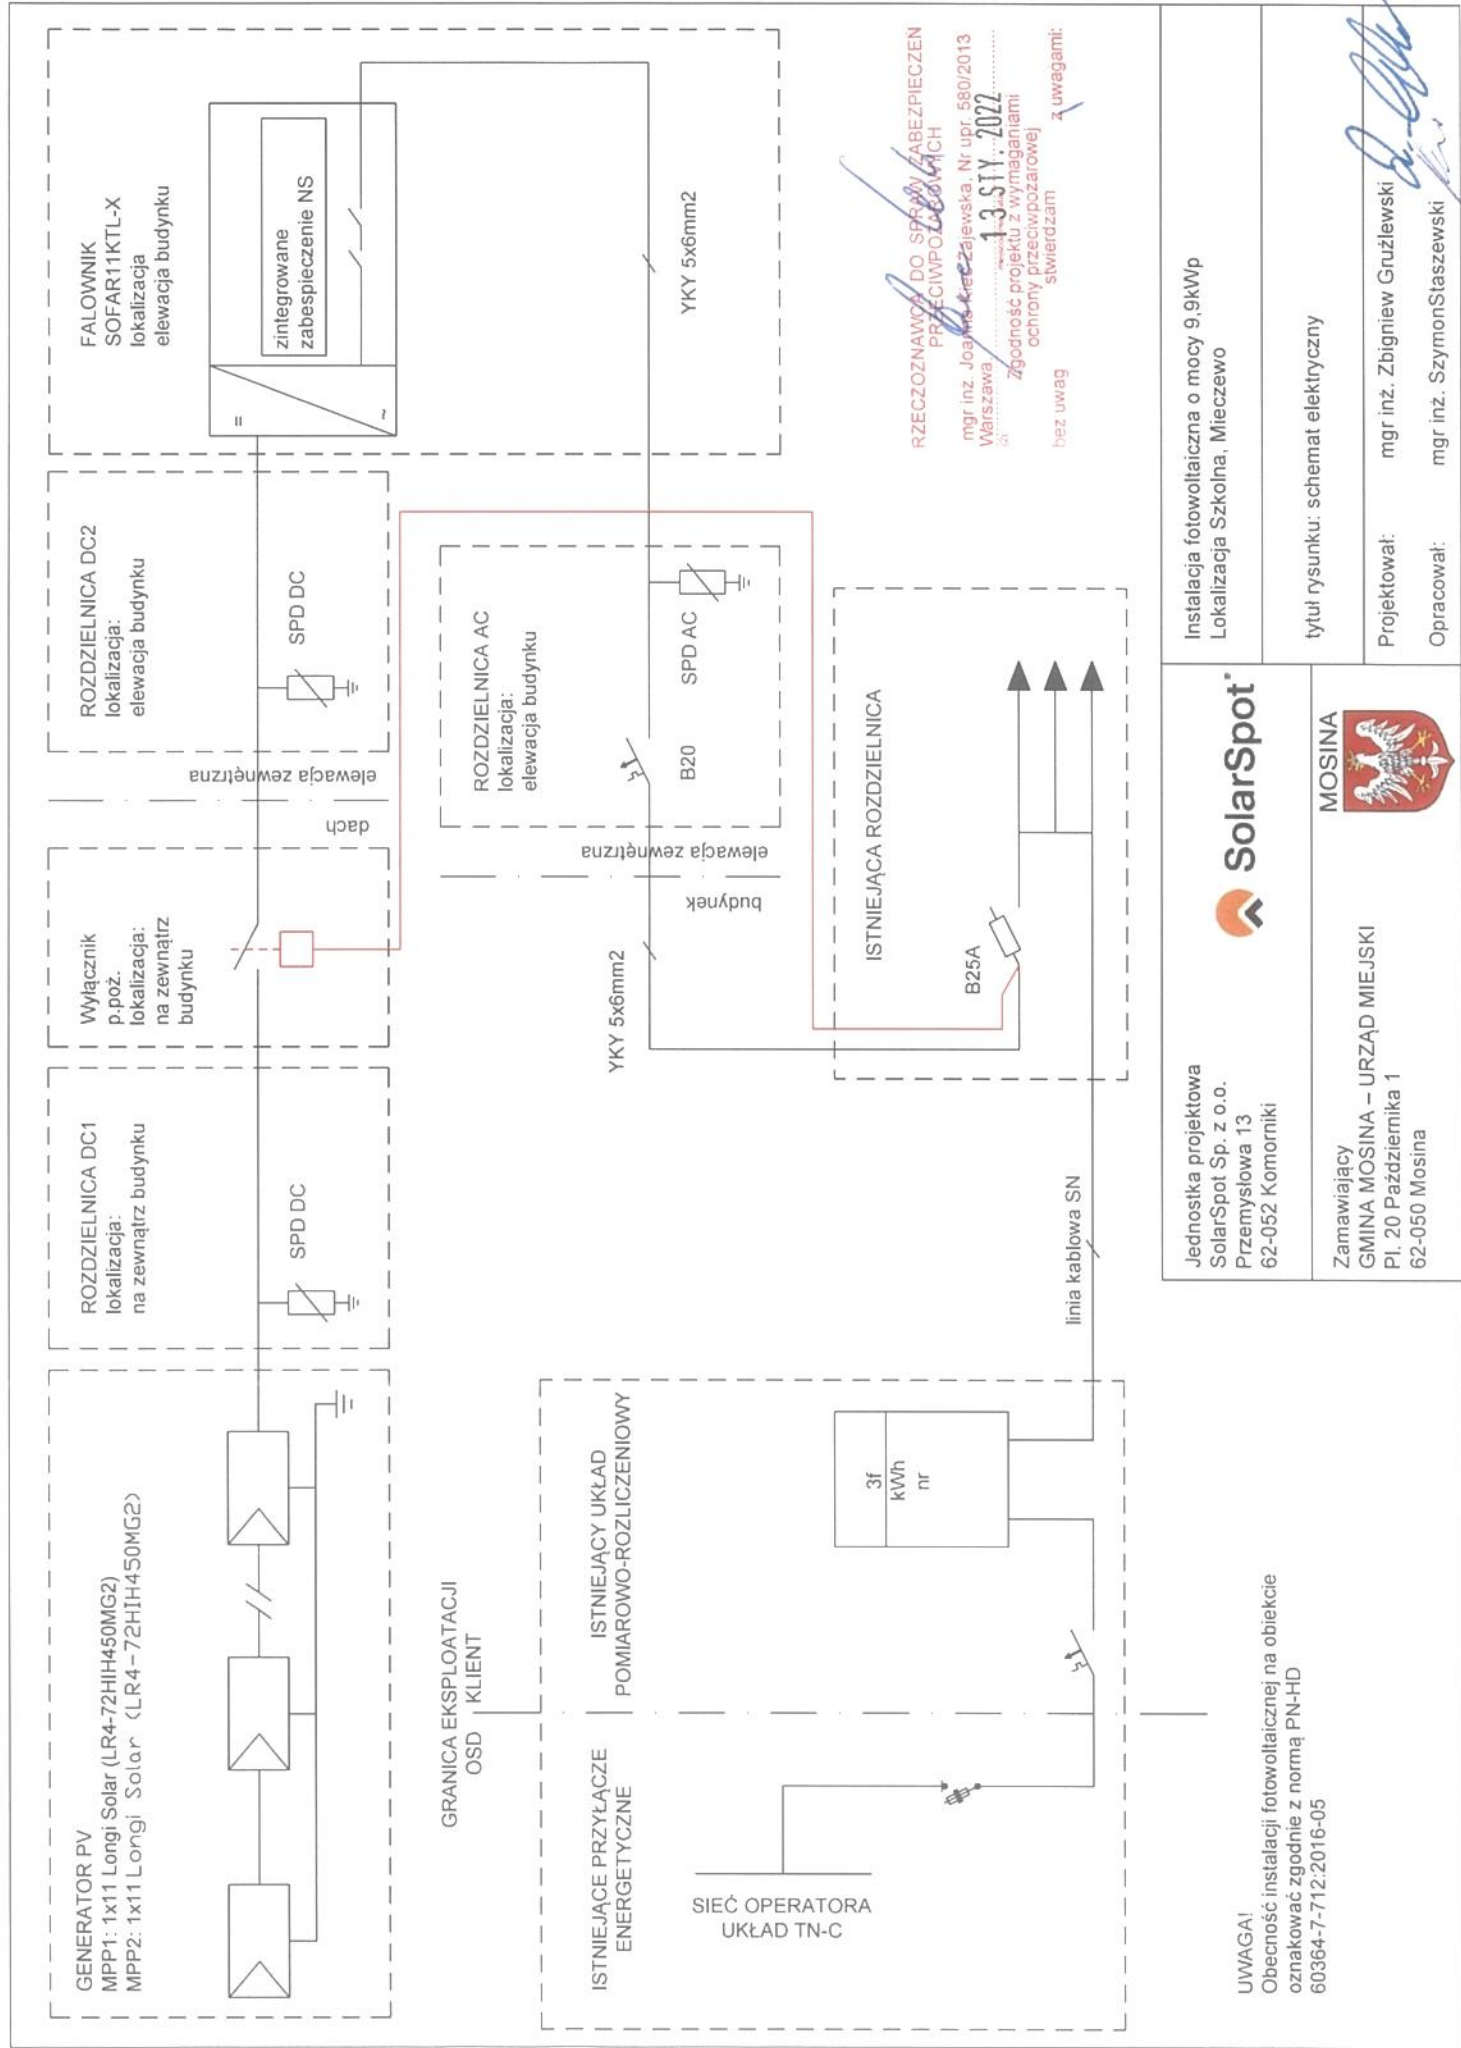 GENERATOR PV
MPP1: 1x11 Longi Solar (LR4-72HIH450MG2)
MPP2: 1x11 Longi Solar (LR4-72HIH450MG2)
ROZDZIELNICA DC1
lokalizacja:
na zewnątrz budynku
SPD DC
Wyłącznik
p.poż.
lokalizacja:
na zewnątrz
budynku
dach
elewacja zewnętrzna
ROZDZIELNICA DC2
lokalizacja:
elewacja budynku
SPD DC
FALOWNIK
SOFAR11KTL-X
lokalizacja
elewacja budynku
=
~
zintegrowane
zabespieczenie NS
YKY 5x6mm2
ROZDZIELNICA AC
lokalizacja:
elewacja budynku
B20
SPD AC
budynek
elewacja zewnętrzna
YKY 5x6mm2
GRANICA EKSPLOATACJI
OSD KLIENT
ISTNIEJĄCE PRZYŁĄCZE
ENERGETYCZNE
SIEĆ OPERATORA
UKŁAD TN-C
ISTNIEJĄCY UKŁAD
POMIAROWO-ROZLICZENIOWY
3f
kWh
nr
linia kablowa SN
ISTNIEJĄCA ROZDZIELNICA
B25A
RZECZOZNAWCA DO SPRAW ZABEZPIECZEŃ
PRZECIWPOŻAROWYCH
mgr inż. Joanna Nr upr. 580/2013
Warszawa 13 STY. 2022
Zgodność projektu z wymaganiami
ochrony przeciwpożarowej
stwierdzam
bez uwag z uwagami:
UWAGA!
Obecność instalacji fotowoltaicznej na obiekcie
oznakować zgodnie z normą PN-HD
60364-7-712:2016-05
Jednostka projektowa
SolarSpot Sp. z o.o.
Przemysłowa 13
62-052 Komorniki
SolarSpot
Zamawiający
GMINA MOSINA – URZĄD MIEJSKI
Pl. 20 Października 1
62-050 Mosina
MOSINA
Instalacja fotowoltaiczna o mocy 9,9kWp
Lokalizacja Szkolna, Mieczewo
tytuł rysunku: schemat elektryczny
Projektował: mgr inż. Zbigniew Gruźlewski
Opracował: mgr inż. SzymonStaszewski